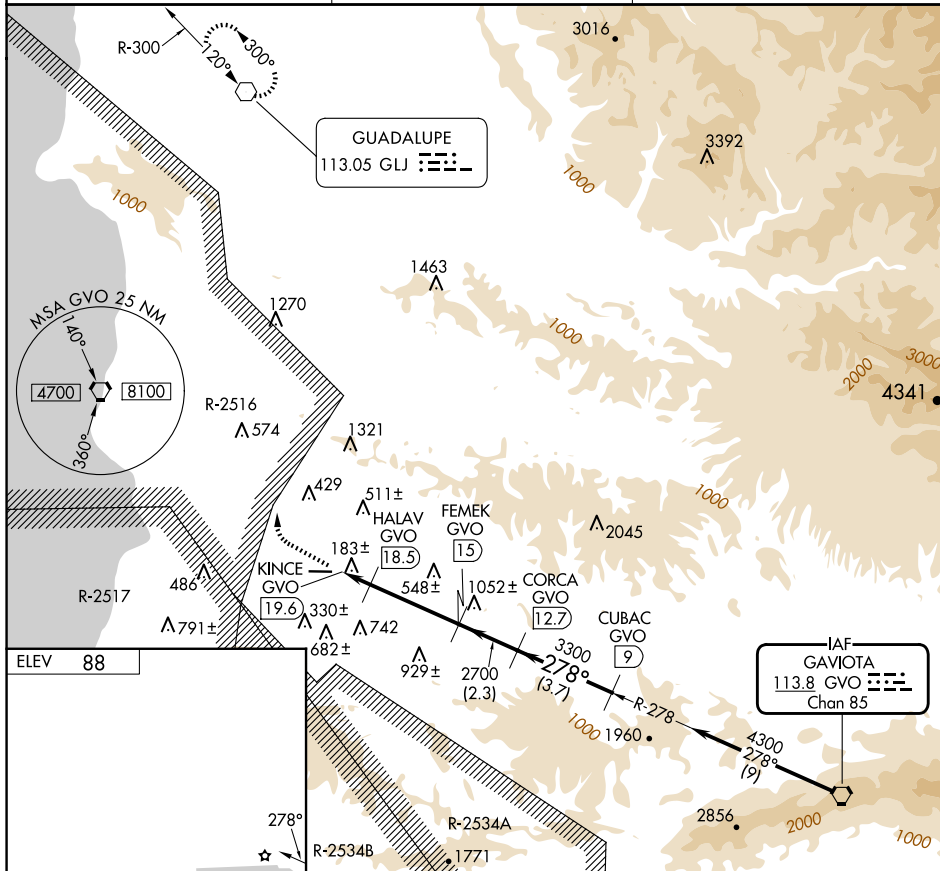 3016
R-300
300°
120°
GUADALUPE
113.05 GLJ
3392
1000
1000
1463
1270
MSA GVO 25 NM
140°
1000
3000
2000
4700
8100
4341
R-2516
574
1321
360°
429
511±
1000
HALAV
GVO
18.5
FEMEK
GVO
15
2045
183±
KINCE
GVO
19.6
548±
1052±
CORCA
GVO
12.7
486
R-2517
CUBAC
GVO
9
330±
791±
682±
742
3300
278°
(3.7)
IAF
GAVIOTA
113.8 GVO
Chan 85
ELEV 88
929±
2700
(2.3)
R-278
1000
1960
4300
278°
(9)
2856
2000
1000
278°
R-2534A
R-2534B
1771